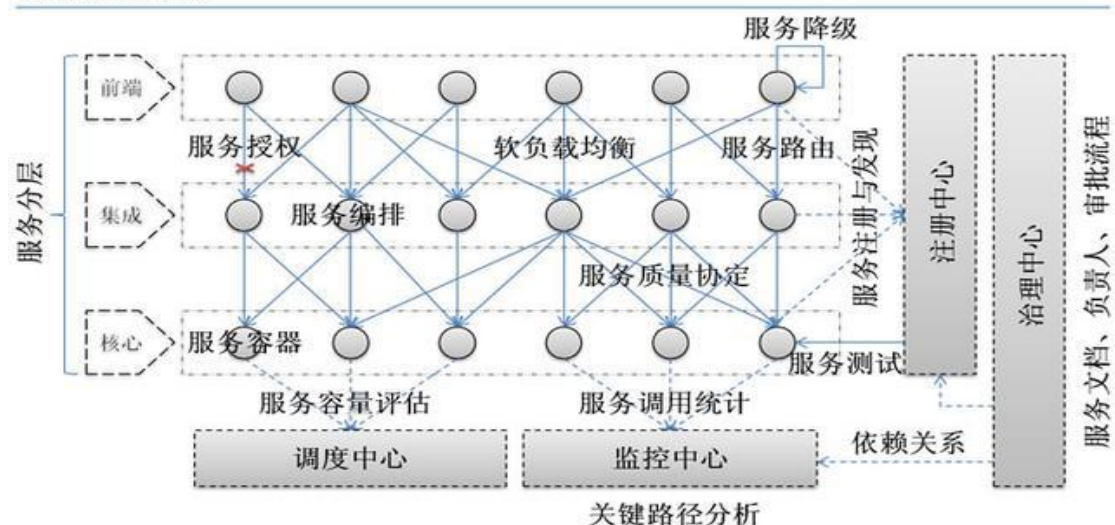 服务降级
前端
服务授权
软负载均衡
服务路由
服务分层
集成
服务编排
服务注册与发现
注册中心
治理中心
服务文档、负责人、审批流程
服务质量协定
核心
服务容器
服务测试
服务容量评估
服务调用统计
调度中心
监控中心
依赖关系
关键路径分析